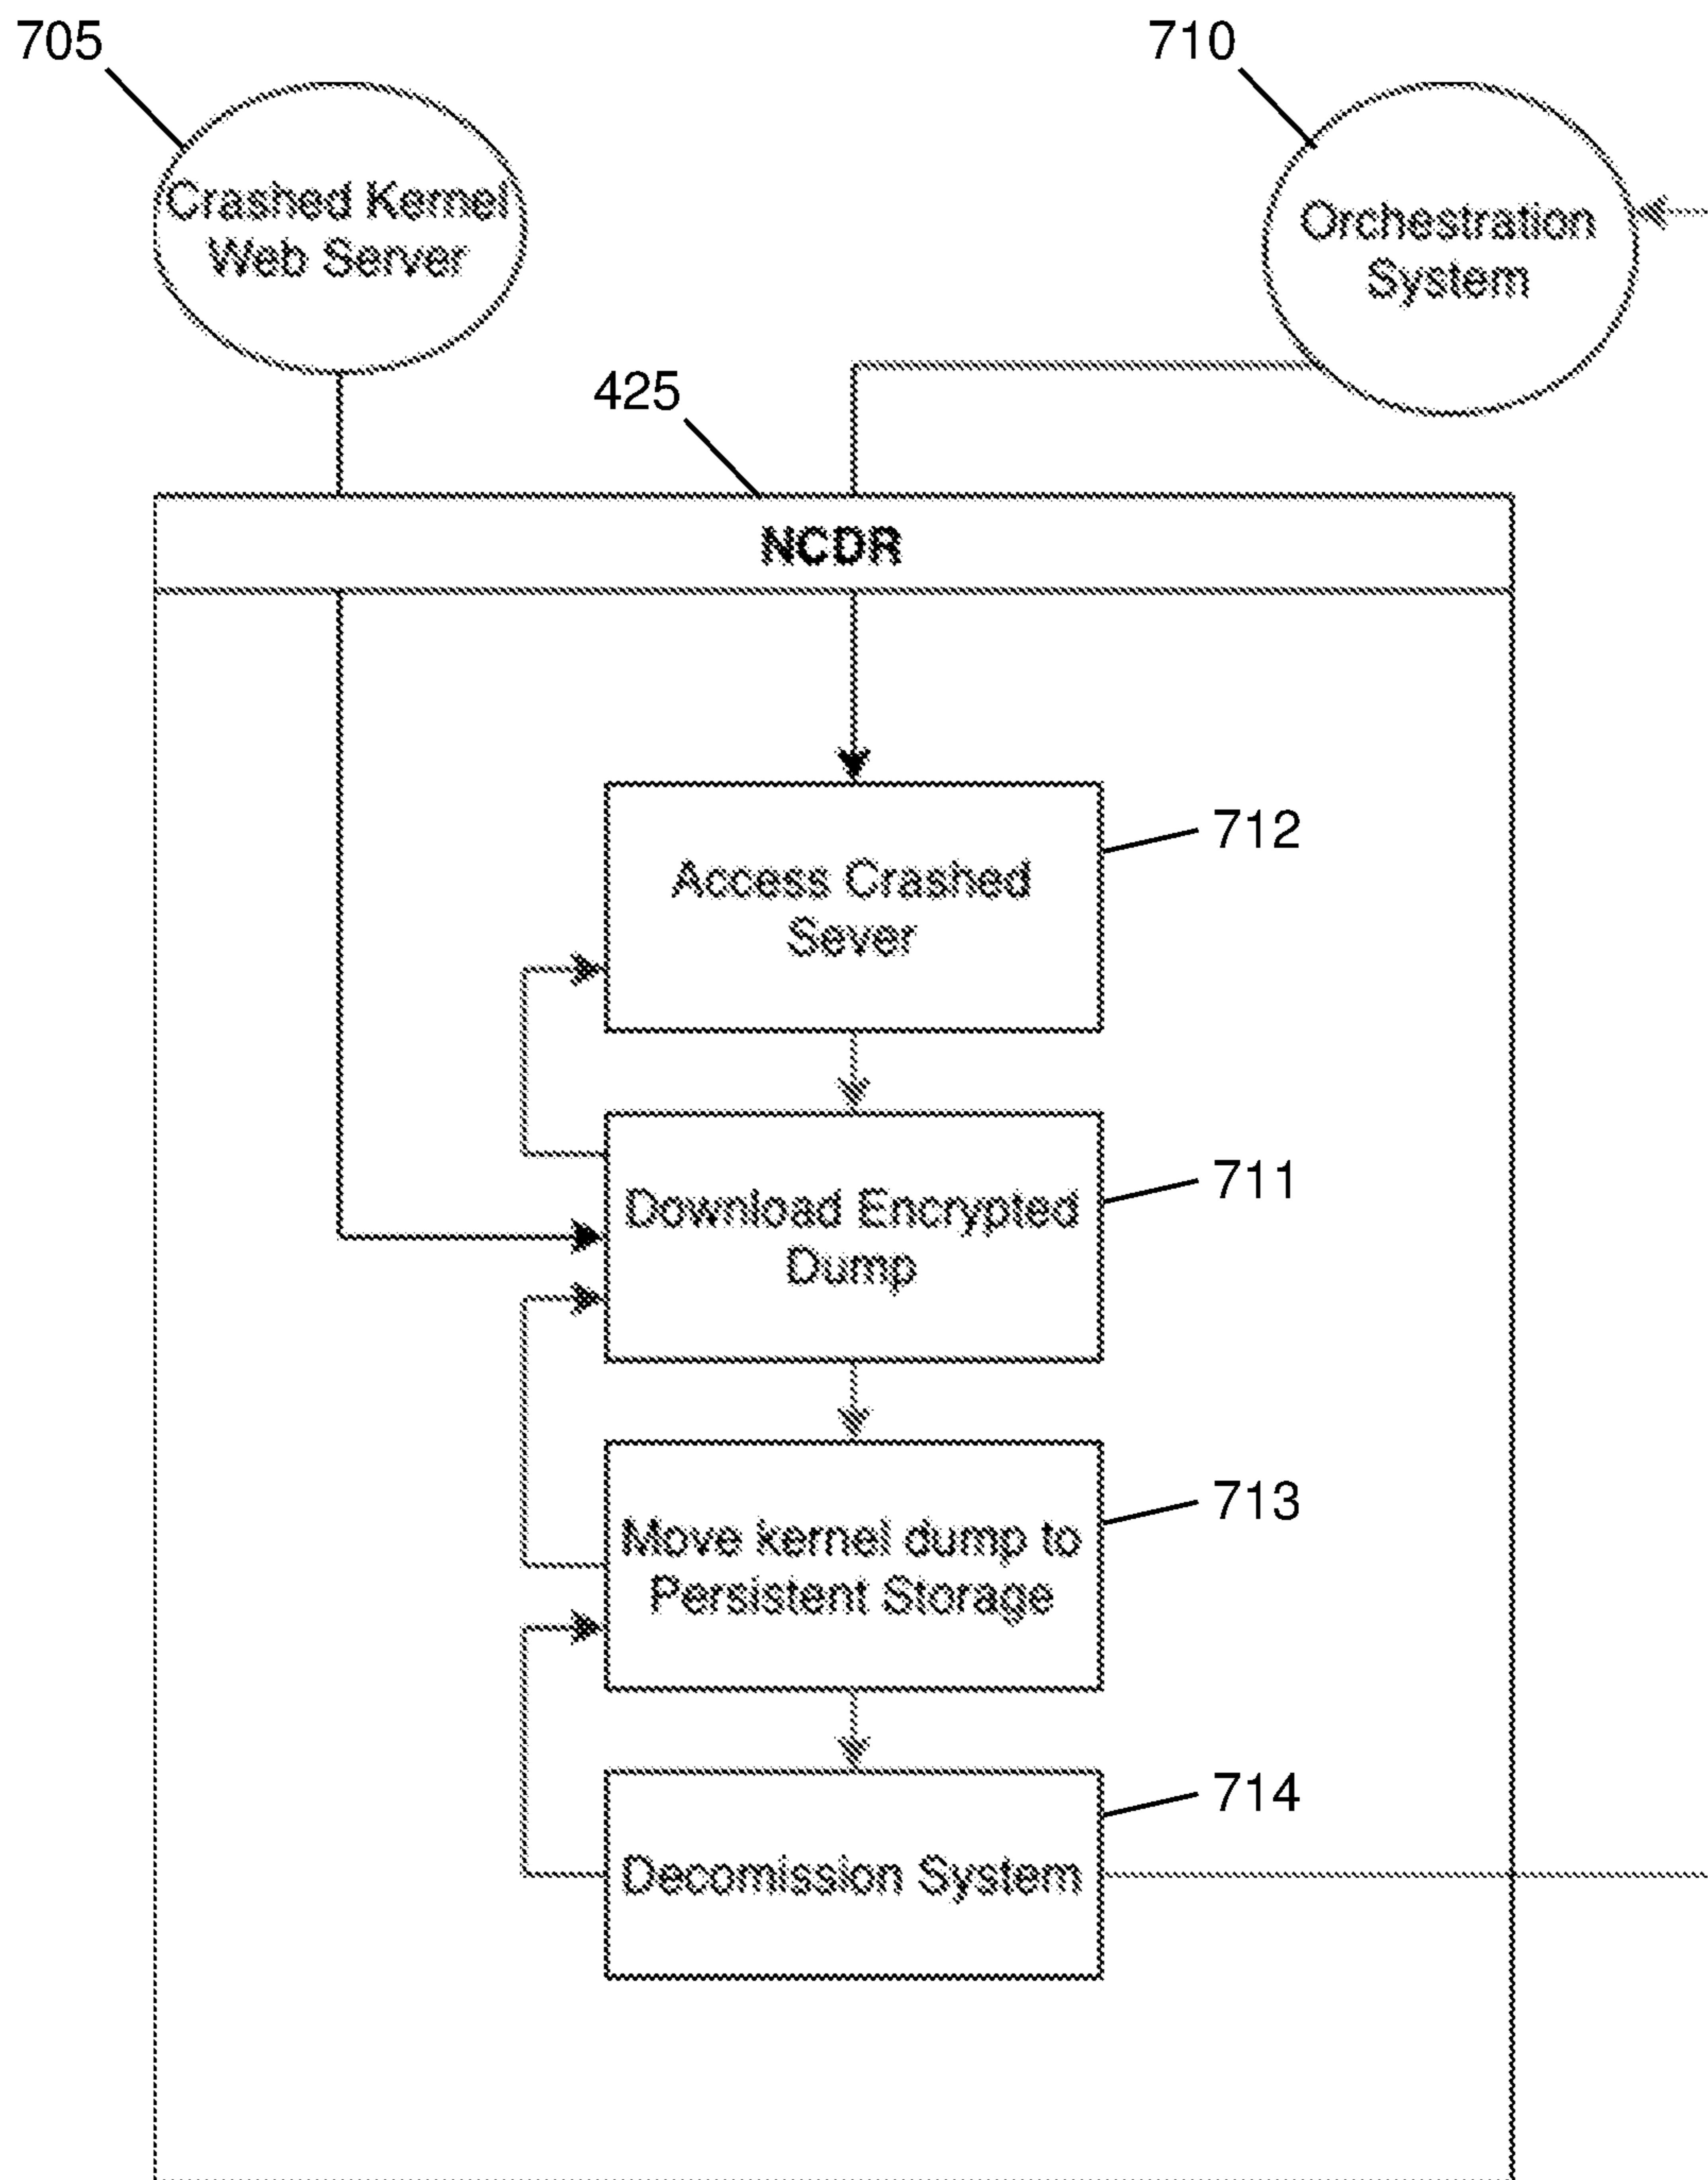 705
710
Crashed Kernel
Web Server
Orchestration
System
425
NCDR
712
Access Crashed
Sever
711
Download Encrypted
Dump
713
Move kernel dump to
Persistent Storage
714
Decomission System